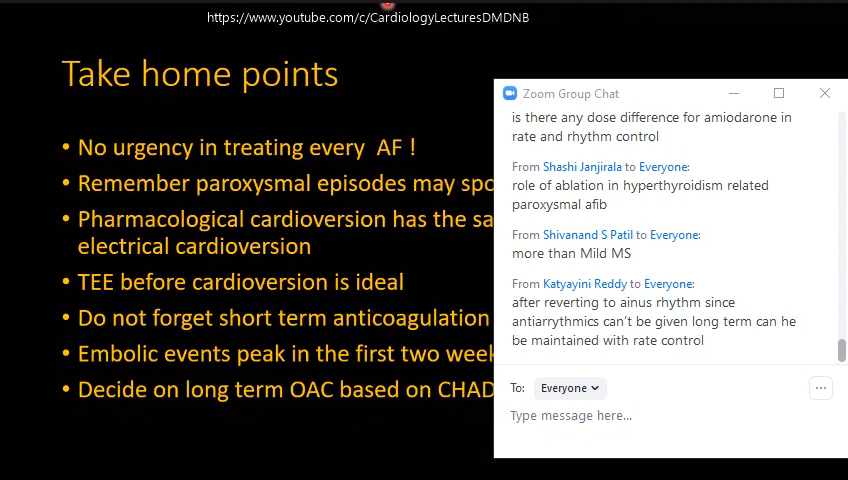 https://www.youtube.com/c/CardiologyLecturesDMDNB
Take home points
• No urgency in treating every AF !
• Remember paroxysmal episodes may spo
• Pharmacological cardioversion has the sa
electrical cardioversion
• TEE before cardioversion is ideal
• Do not forget short term anticoagulation
• Embolic events peak in the first two week
• Decide on long term OAC based on CHAD
Zoom Group Chat
is there any dose difference for amiodarone in
rate and rhythm control
From Shashi Janjirala to Everyone:
role of ablation in hyperthyroidism related
paroxysmal afib
From Shivanand S Patil to Everyone:
more than Mild MS
From Katyayini Reddy to Everyone:
after reverting to ainus rhythm since
antiarrytmics can't be given long term can he
be maintained with rate control
To: Everyone
Type message here...